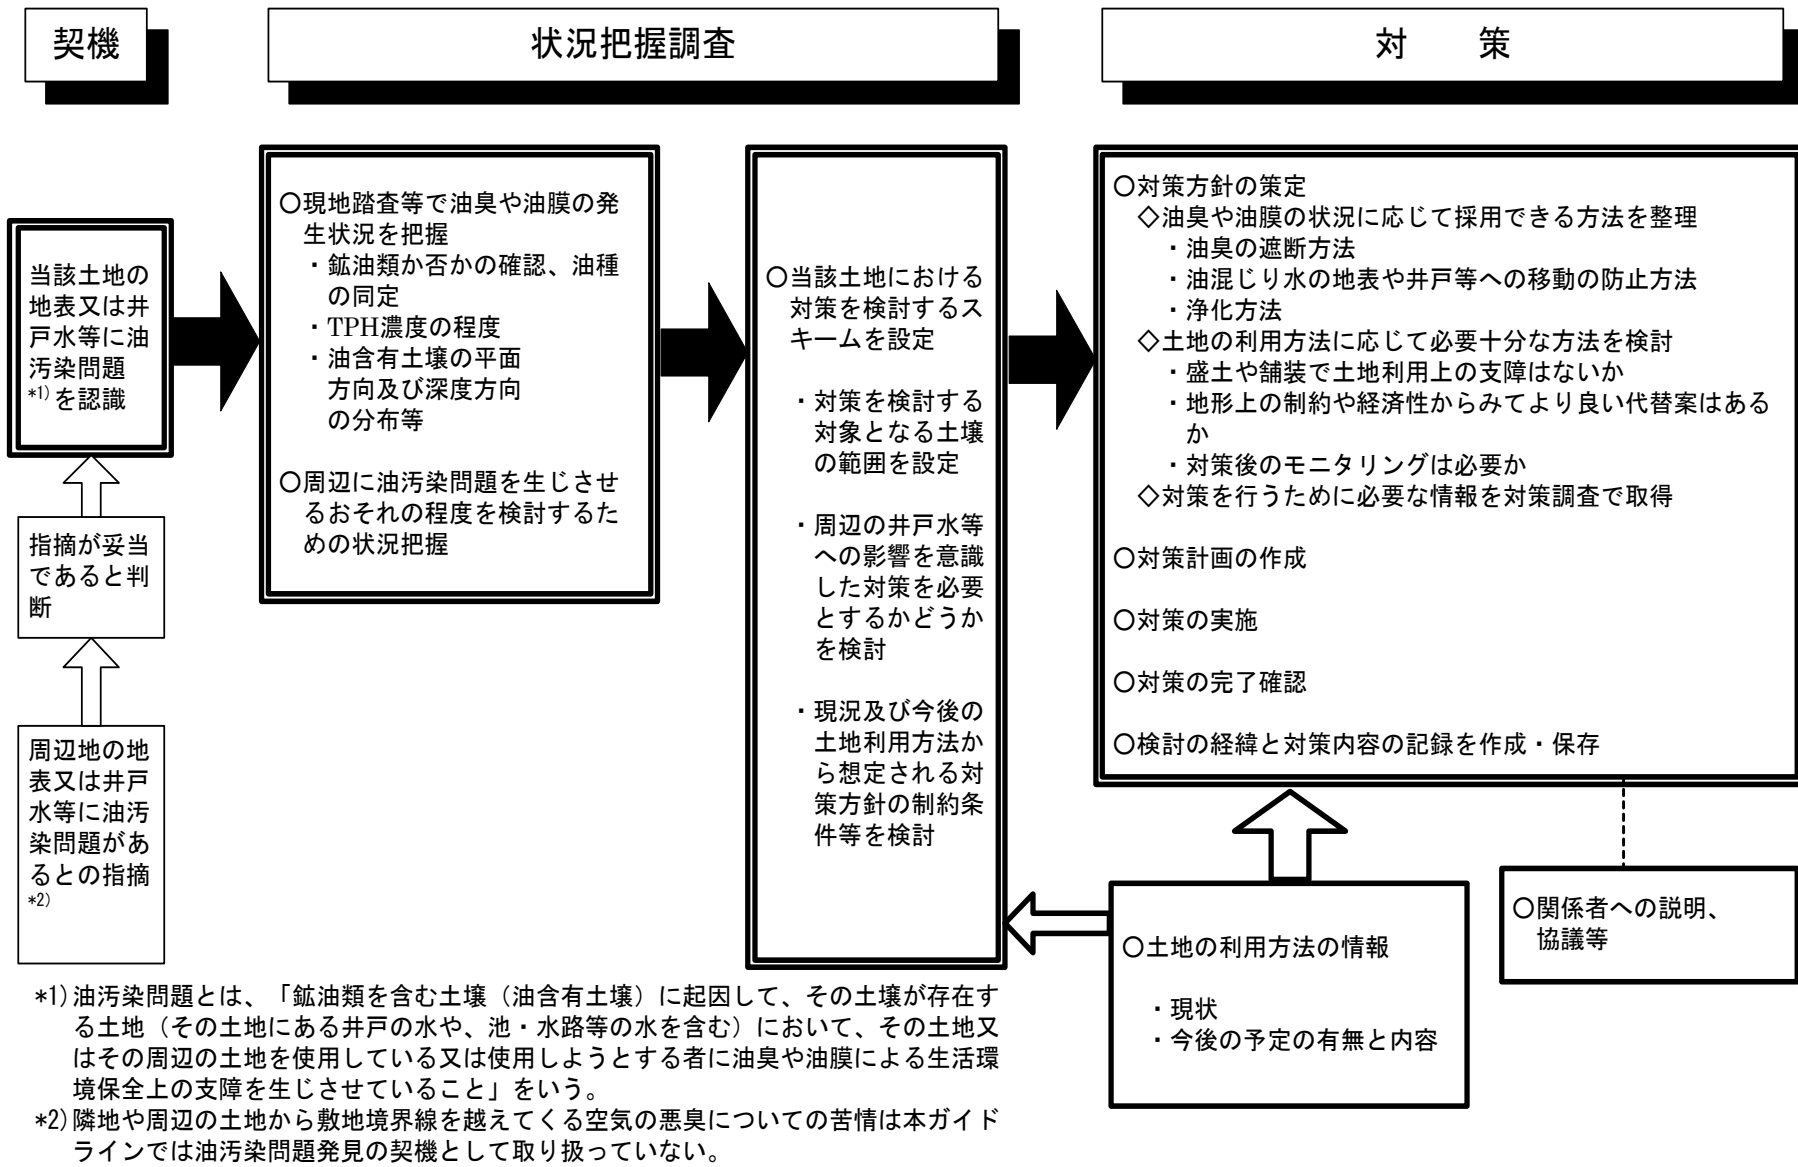 契機
状況把握調査
対　　策
当該土地の
地表又は井
戸水等に油
汚染問題
*1)を認識
指摘が妥当
であると判
断
周辺地の地
表又は井戸
水等に油汚
染問題があ
るとの指摘
*2)
○現地踏査等で油臭や油膜の発
生状況を把握
・鉱油類か否かの確認、油種
の同定
・TPH濃度の程度
・油含有土壌の平面
方向及び深度方向
の分布等
○周辺に油汚染問題を生じさせ
るおそれの程度を検討するた
めの状況把握
○当該土地における
対策を検討するス
キームを設定
・対策を検討する
対象となる土壌
の範囲を設定
・周辺の井戸水等
への影響を意識
した対策を必要
とするかどうか
を検討
・現況及び今後の
土地利用方法か
ら想定される対
策方針の制約条
件等を検討
○対策方針の策定
◇油臭や油膜の状況に応じて採用できる方法を整理
・油臭の遮断方法
・油混じり水の地表や井戸等への移動の防止方法
・浄化方法
◇土地の利用方法に応じて必要十分な方法を検討
・盛土や舗装で土地利用上の支障はないか
・地形上の制約や経済性からみてより良い代替案はある
か
・対策後のモニタリングは必要か
◇対策を行うために必要な情報を対策調査で取得
○対策計画の作成
○対策の実施
○対策の完了確認
○検討の経緯と対策内容の記録を作成・保存
○土地の利用方法の情報
・現状
・今後の予定の有無と内容
○関係者への説明、
協議等
*1)油汚染問題とは、「鉱油類を含む土壌（油含有土壌）に起因して、その土壌が存在す
る土地（その土地にある井戸の水や、池・水路等の水を含む）において、その土地又
はその周辺の土地を使用している又は使用しようとする者に油臭や油膜による生活環
境保全上の支障を生じさせていること」をいう。
*2)隣地や周辺の土地から敷地境界線を越えてくる空気の悪臭についての苦情は本ガイド
ラインでは油汚染問題発見の契機として取り扱っていない。